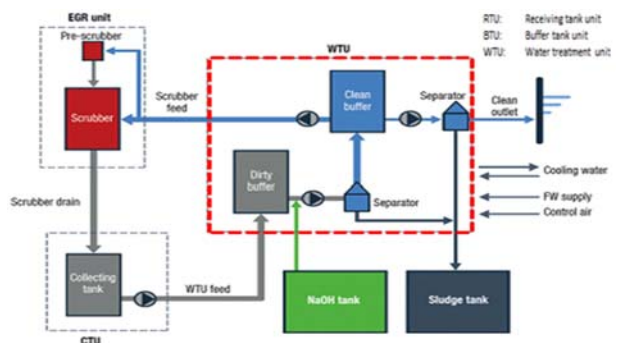 EGR unit
Pre-scrubber
Scrubber
Scrubber drain
Collecting
tank
CTU
WTU feed
Scrubber
feed
WTU
Clean
buffer
Separator
Clean
outlet
Dirty
buffer
Separator
NaOH tank
Sludge tank
Cooling water
FW supply
Control air
RTU: Receiving tank unit
BTU: Buffer tank unit
WTU: Water treatment unit